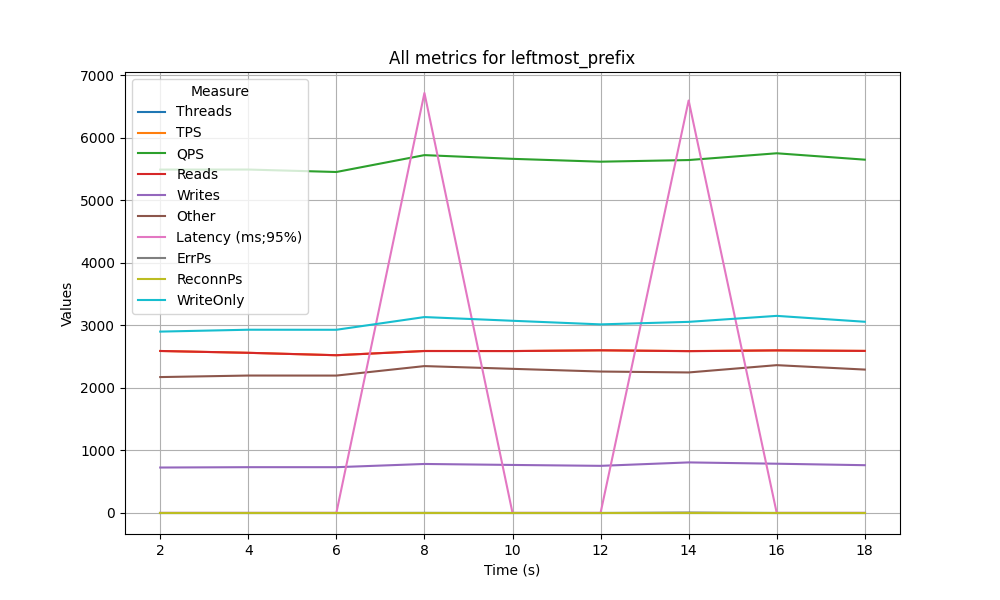 All metrics for leftmost_prefix
7000
6000
5000
4000
3000
2000
1000
0
Values
Measure
Threads
TPS
QPS
Reads
Writes
Other
Latency (ms;95%)
ErrPs
ReconnPs
WriteOnly
2 4 6 8 10 12 14 16 18
Time (s)